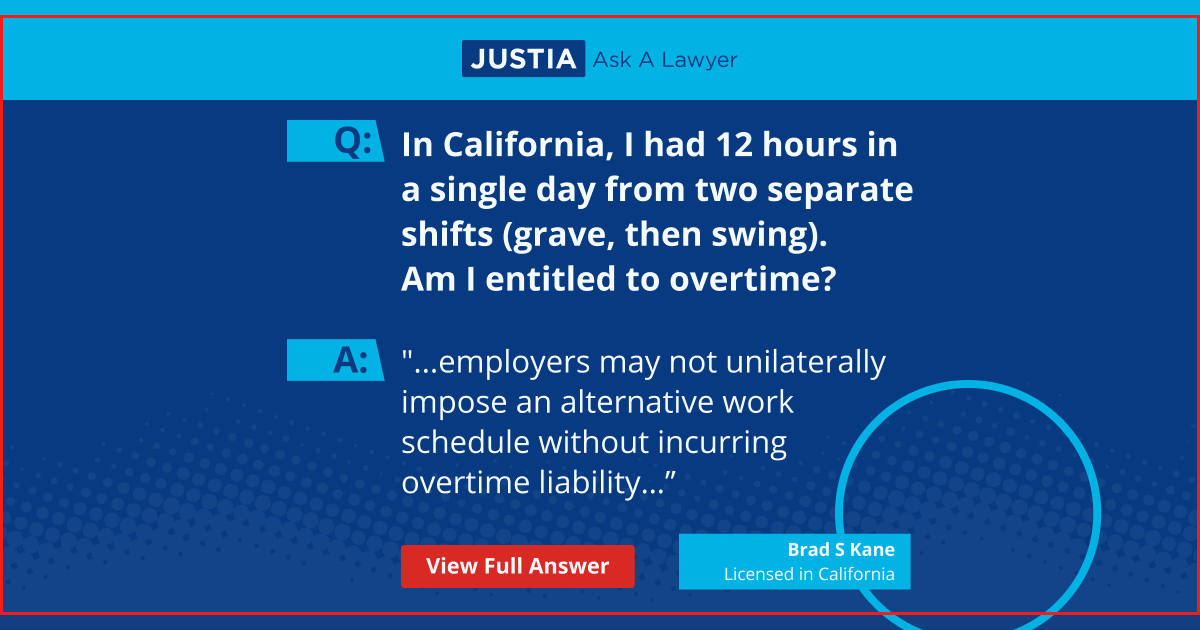 JUSTIA Ask A Lawyer
Q:
In California, I had 12 hours in
a single day from two separate
shifts (grave, then swing).
Am I entitled to overtime?
A:
"...employers may not unilaterally
impose an alternative work
schedule without incurring
overtime liability...”
View Full Answer
Brad S Kane
Licensed in California